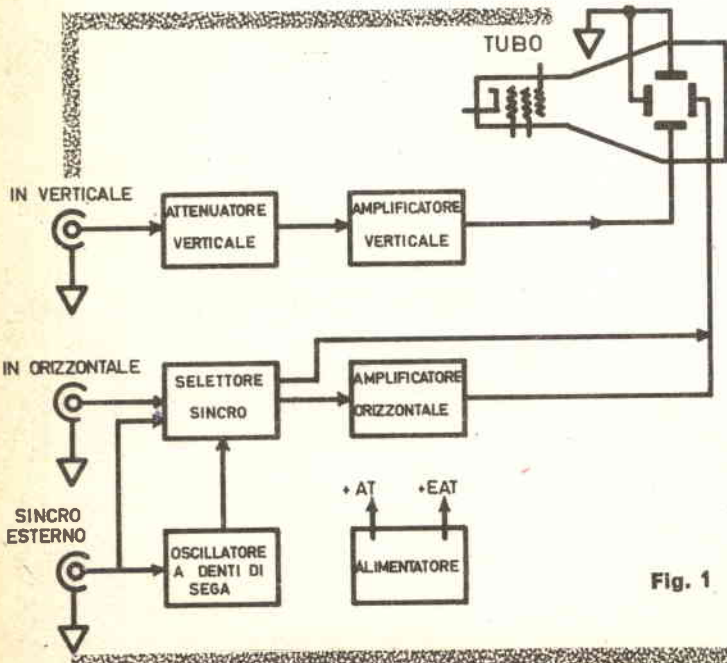 TUBO
IN VERTICALE
ATTENUATORE
VERTICALE
AMPLIFICATORE
VERTICALE
IN ORIZZONTALE
SELETTORE
SINCRO
AMPLIFICATORE
ORIZZONTALE
SINCRO
ESTERNO
OSCILLATORE
A DENTI DI
SEGA
+AT
+EAT
ALIMENTATORE
Fig. 1